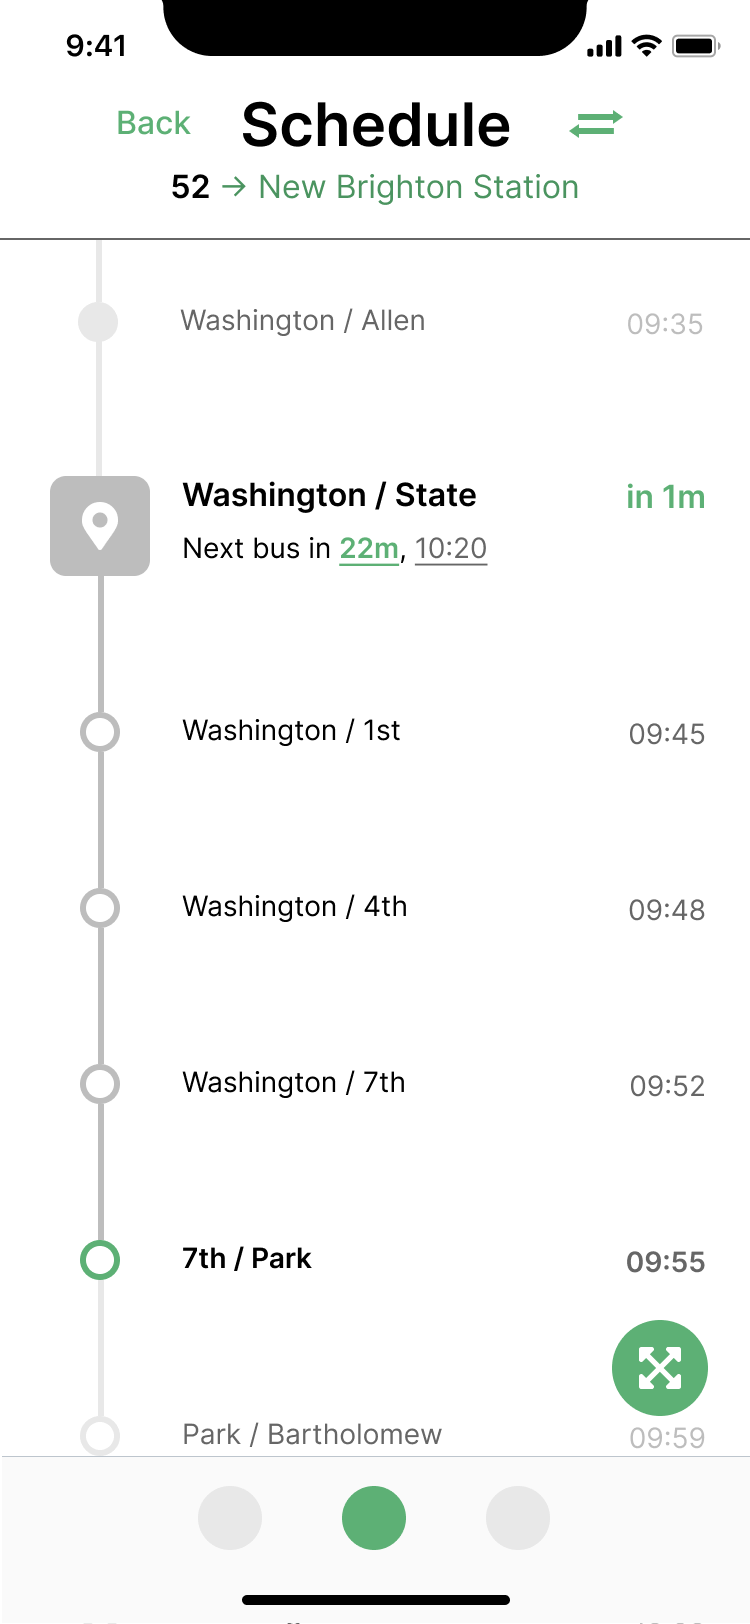 9:41
Back Schedule
52 → New Brighton Station
Washington / Allen 09:35
Washington / State in 1m
Next bus in 22m, 10:20
Washington / 1st 09:45
Washington / 4th 09:48
Washington / 7th 09:52
7th / Park 09:55
Park / Bartholomew 09:59